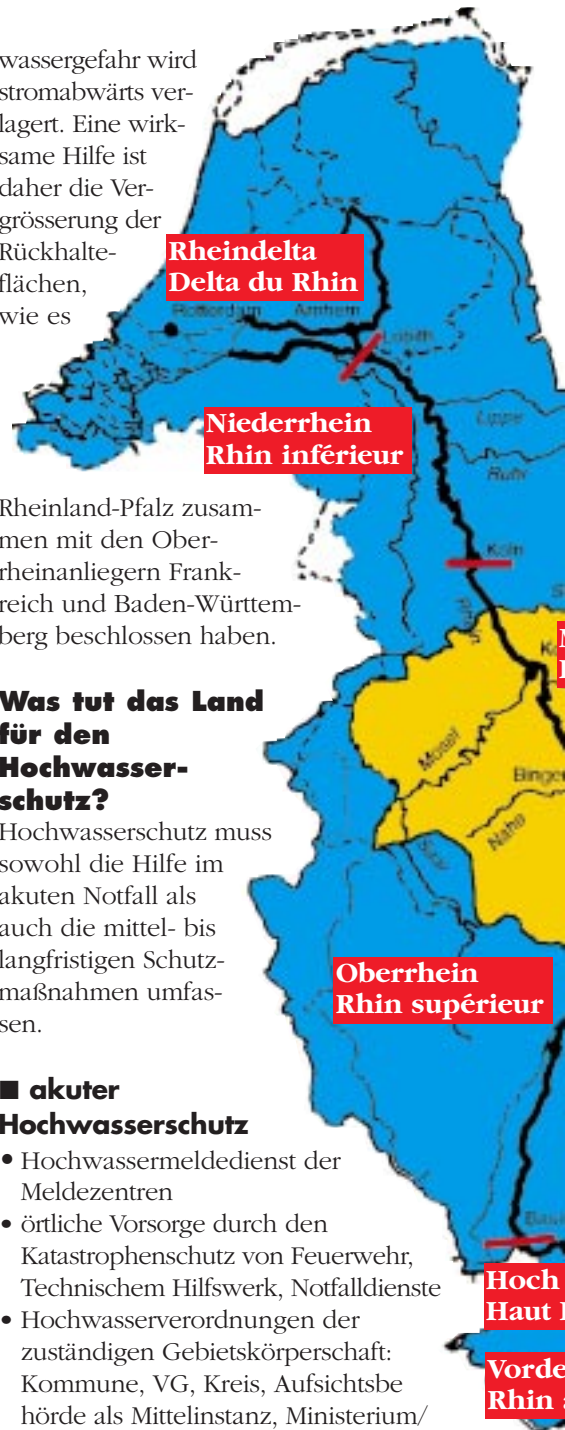 wassergefahr wird
stromabwärts ver-
lagert. Eine wirk-
same Hilfe ist
daher die Ver-
grösserung der
Rückhalte-
flächen,
wie es
Rheinland-Pfalz zusam-
men mit den Ober-
rheinanliegern Frank-
reich und Baden-Württem-
berg beschlossen haben.
Was tut das Land
für den
Hochwasser-
schutz?
Hochwasserschutz muss
sowohl die Hilfe im
akuten Notfall als
auch die mittel- bis
langfristigen Schutz-
maßnahmen umfas-
sen.
■ akuter
Hochwasserschutz
• Hochwassermeldedienst der
Meldezentren
• örtliche Vorsorge durch den
Katastrophenschutz von Feuerwehr,
Technischem Hilfswerk, Notfalldienste
• Hochwasserverordnungen der
zuständigen Gebietskörperschaft:
Kommune, VG, Kreis, Aufsichtsbe
hörde als Mittelinstanz, Ministerium/
Rheindelta
Delta du Rhin
Rotterdam
Arnhem
Lobith
Niederrhein
Rhin inférieur
Lippe
Ruhr
Köln
Mosel
Bingen
Nahe
Saar
Oberrhein
Rhin supérieur
Hoch
Haut
Vorde
Rhin a